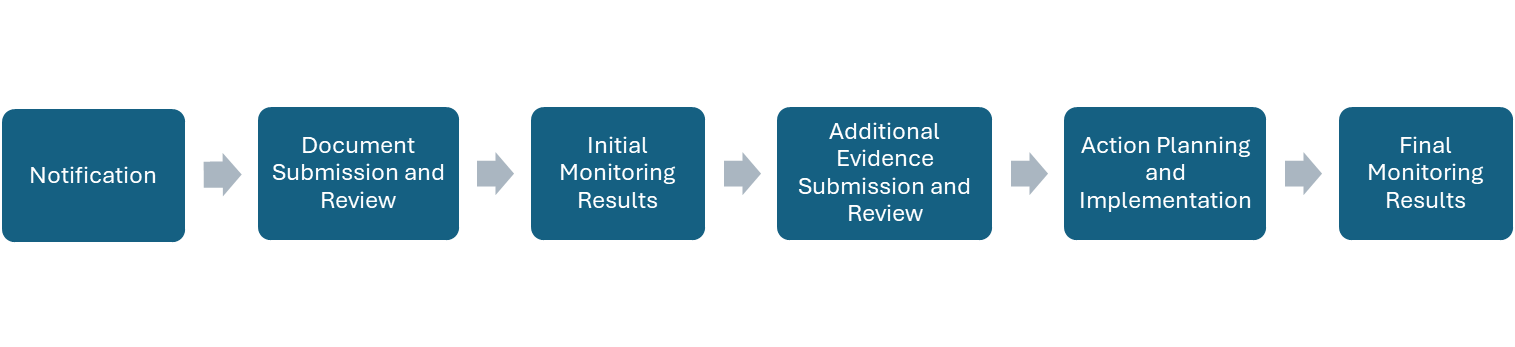 Notification
Document
Submission and
Review
Initial
Monitoring
Results
Additional
Evidence
Submission and
Review
Action Planning
and
Implementation
Final
Monitoring
Results